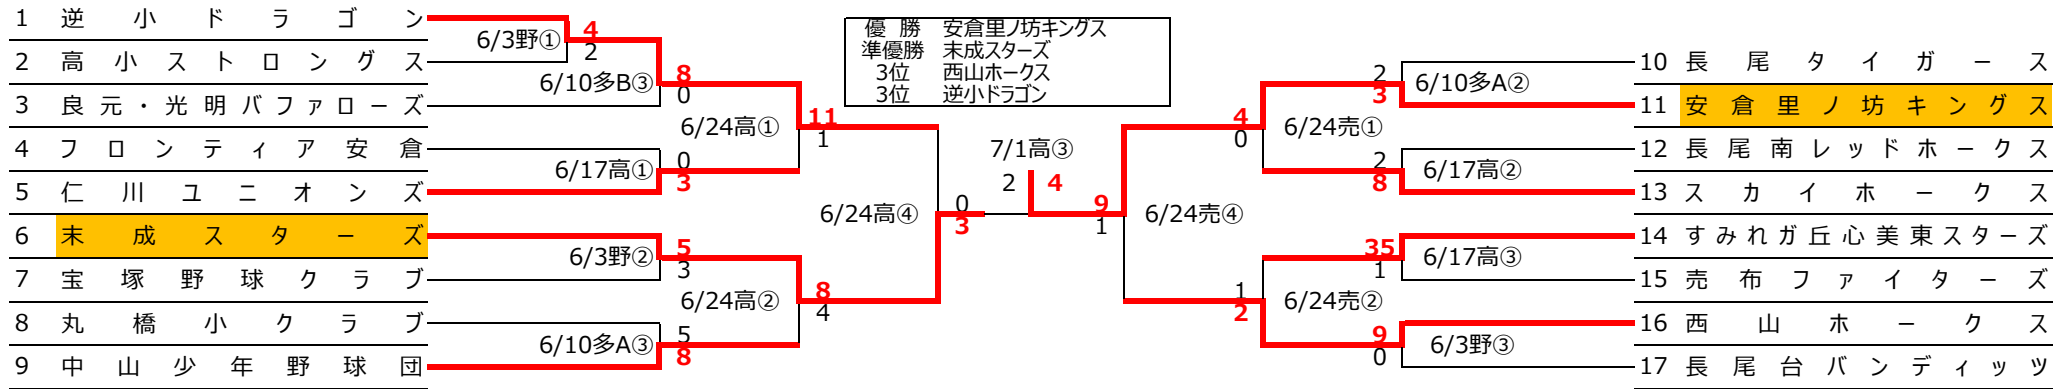 1 逆小ドラゴン
2 高小ストロングス
3 良元・光明バファローズ
4 フロンティア安倉
5 仁川ユニオンズ
6 末成スターズ
7 宝塚野球クラブ
8 丸橋小クラブ
9 中山少年野球団
6/3野①
4
2
6/10多B③
8
0
6/24高①
11
1
6/17高①
0
3
6/24高④
0
3
6/3野②
5
3
6/24高②
8
4
6/10多A③
5
8
優勝 安倉里ノ坊キングス
準優勝 末成スターズ
3位 西山ホークス
3位 逆小ドラゴン
7/1高③
2 4
9
1
6/24売④
4
0
6/24売①
2
3
6/10多A②
2
8
6/17高②
35
1
6/17高③
1
2
6/24売②
9
0
6/3野③
10 長尾タイガース
11 安倉里ノ坊キングス
12 長尾南レッドホークス
13 スカイホークス
14 すみれガ丘心美東スターズ
15 売布ファイターズ
16 西山ホークス
17 長尾台バンディッツ